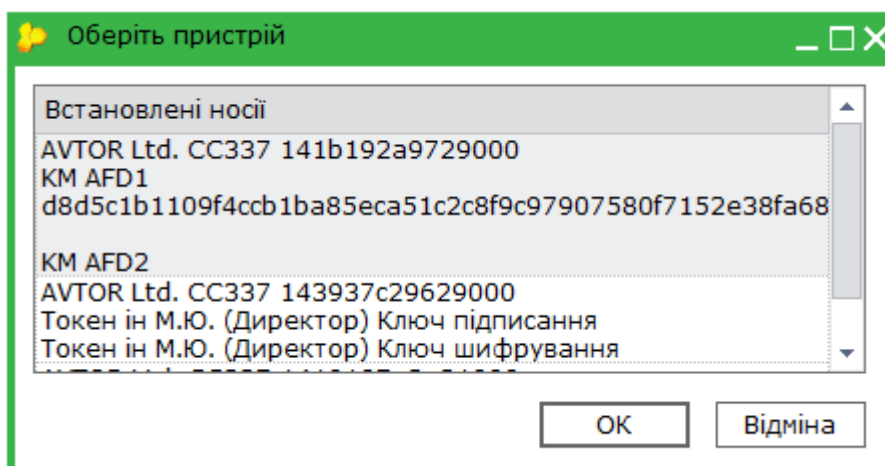 Оберіть пристрій
Встановлені носії
AVTOR Ltd. CC337 141b192a9729000
KM AFD1
d8d5c1b1109f4ccb1ba85eca51c2c8f9c97907580f7152e38fa68
KM AFD2
AVTOR Ltd. CC337 143937c29629000
Токен ін М.Ю. (Директор) Ключ підписання
Токен ін М.Ю. (Директор) Ключ шифрування
ОК
Відміна